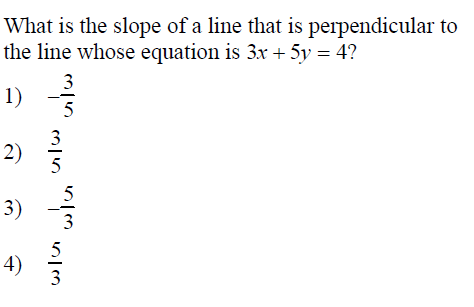 What is the slope of a line that is perpendicular to
the line whose equation is 3x + 5y = 4?
1) -3/5
2) 3/5
3) -5/3
4) 5/3